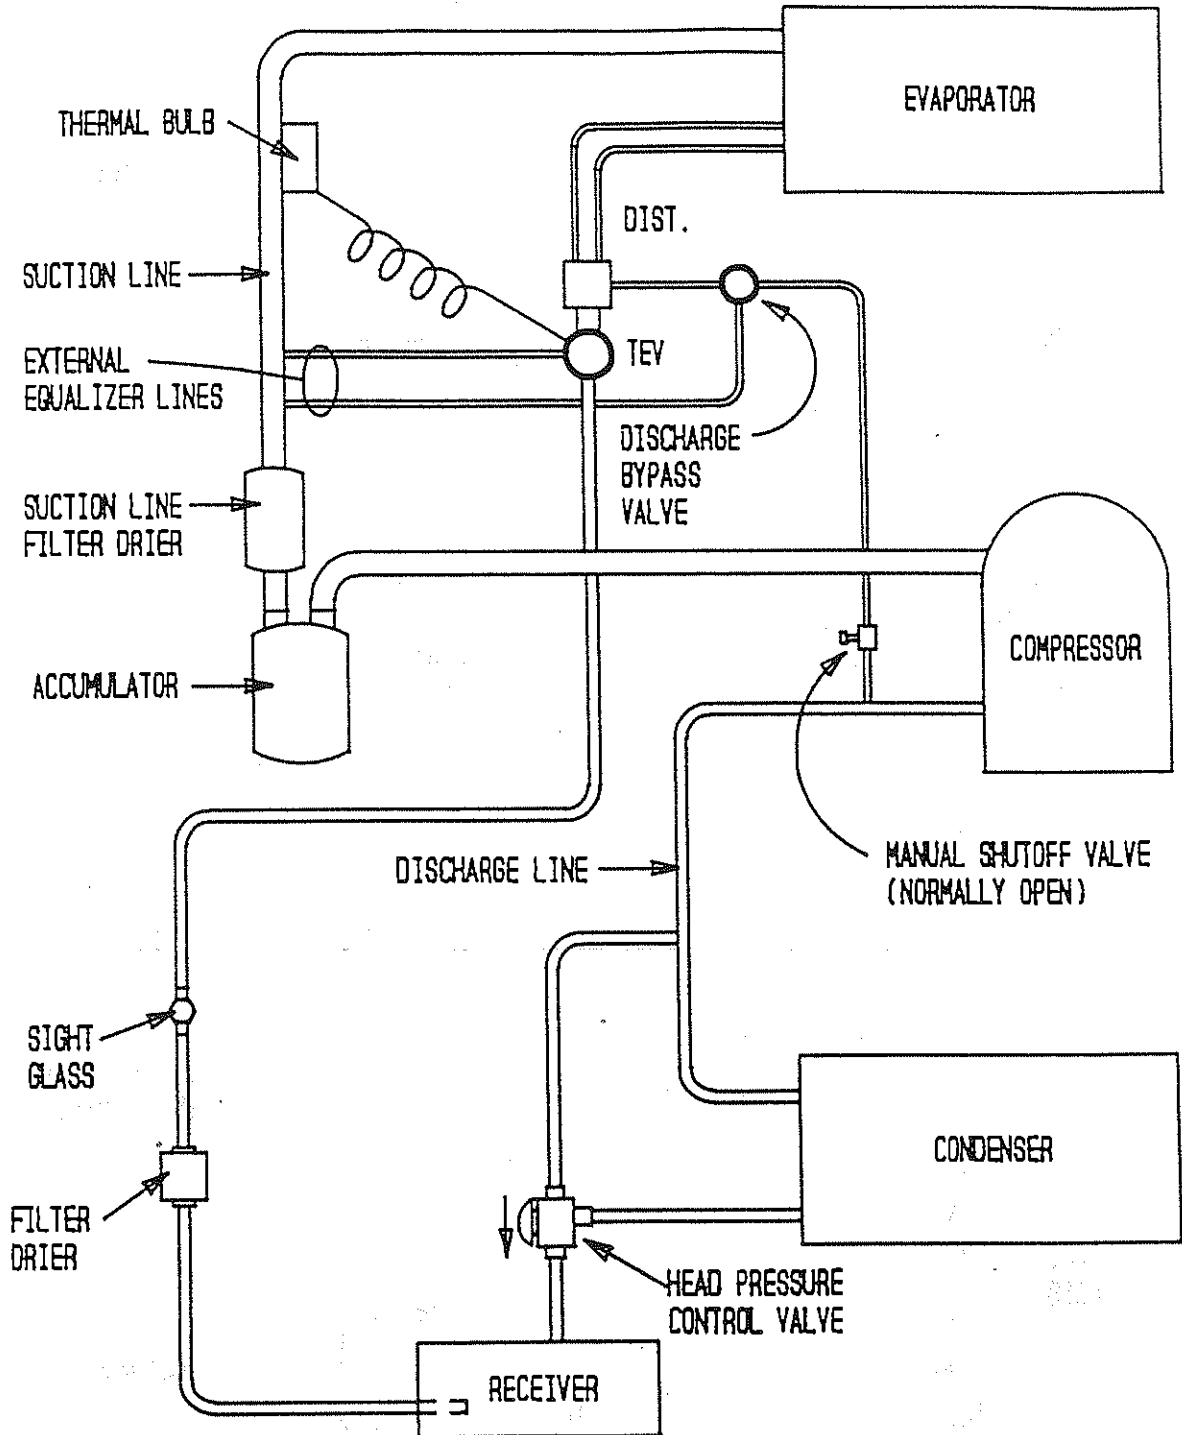 EVAPORATOR
THERMAL BULB
DIST.
SUCTION LINE
TEV
EXTERNAL
EQUALIZER LINES
DISCHARGE
BYPASS
VALVE
SUCTION LINE
FILTER DRIER
COMPRESSOR
ACCUMULATOR
MANUAL SHUTOFF VALVE
(NORMALLY OPEN)
DISCHARGE LINE
SIGHT
GLASS
CONDENSER
FILTER
DRIER
HEAD PRESSURE
CONTROL VALVE
RECEIVER